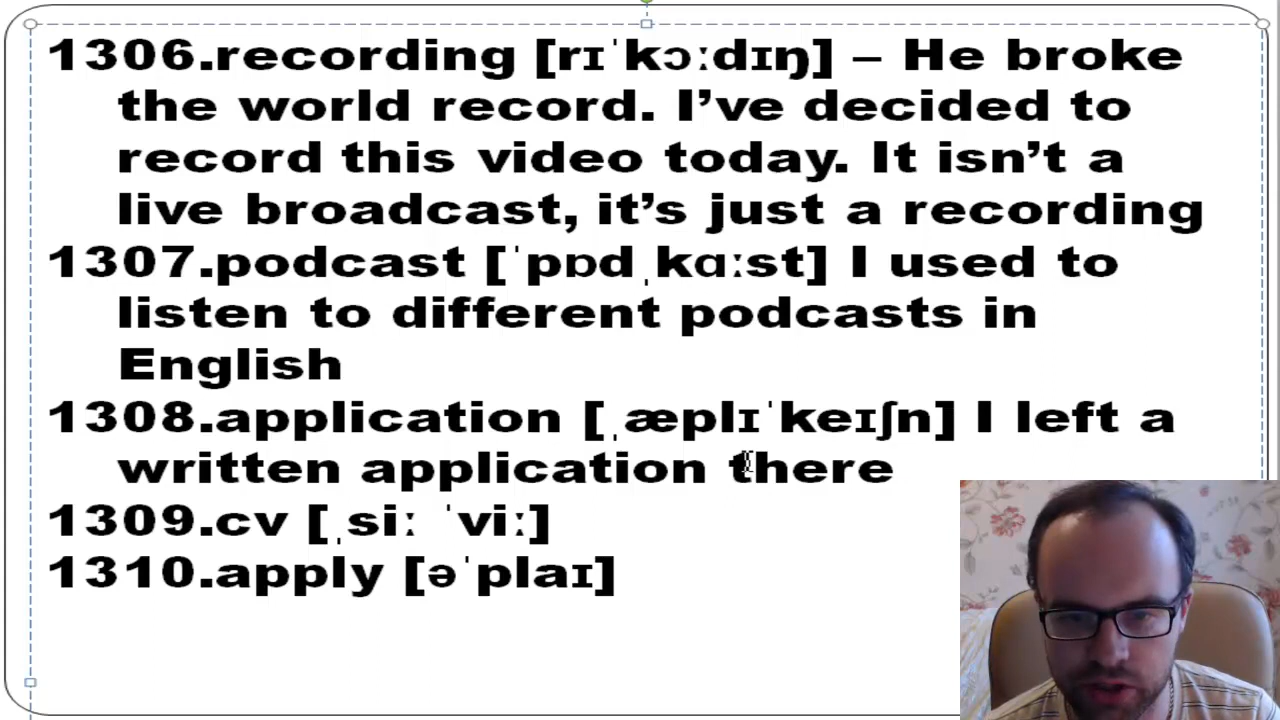 1306.recording [rɪˈkɔːdɪŋ] – He broke
the world record. I’ve decided to
record this video today. It isn’t a
live broadcast, it’s just a recording
1307.podcast [ˈpɒdˌkɑːst] I used to
listen to different podcasts in
English
1308.application [ˌæplɪˈkeɪʃn] I left a
written application there
1309.cv [ˌsiː ˈviː]
1310.apply [əˈplaɪ]